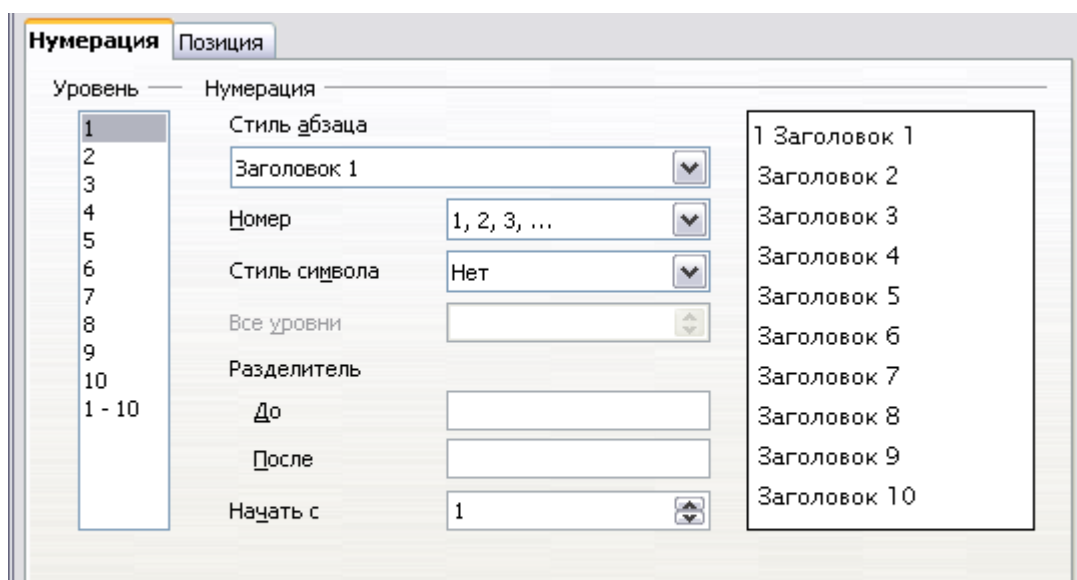 Нумерация Позиция
Уровень Нумерация
1
2
3
4
5
6
7
8
9
10
1 - 10
Стиль абзаца
Заголовок 1
Номер 1, 2, 3, ...
Стиль символа Нет
Все уровни
Разделитель
До
После
Начать с 1
1 Заголовок 1
Заголовок 2
Заголовок 3
Заголовок 4
Заголовок 5
Заголовок 6
Заголовок 7
Заголовок 8
Заголовок 9
Заголовок 10